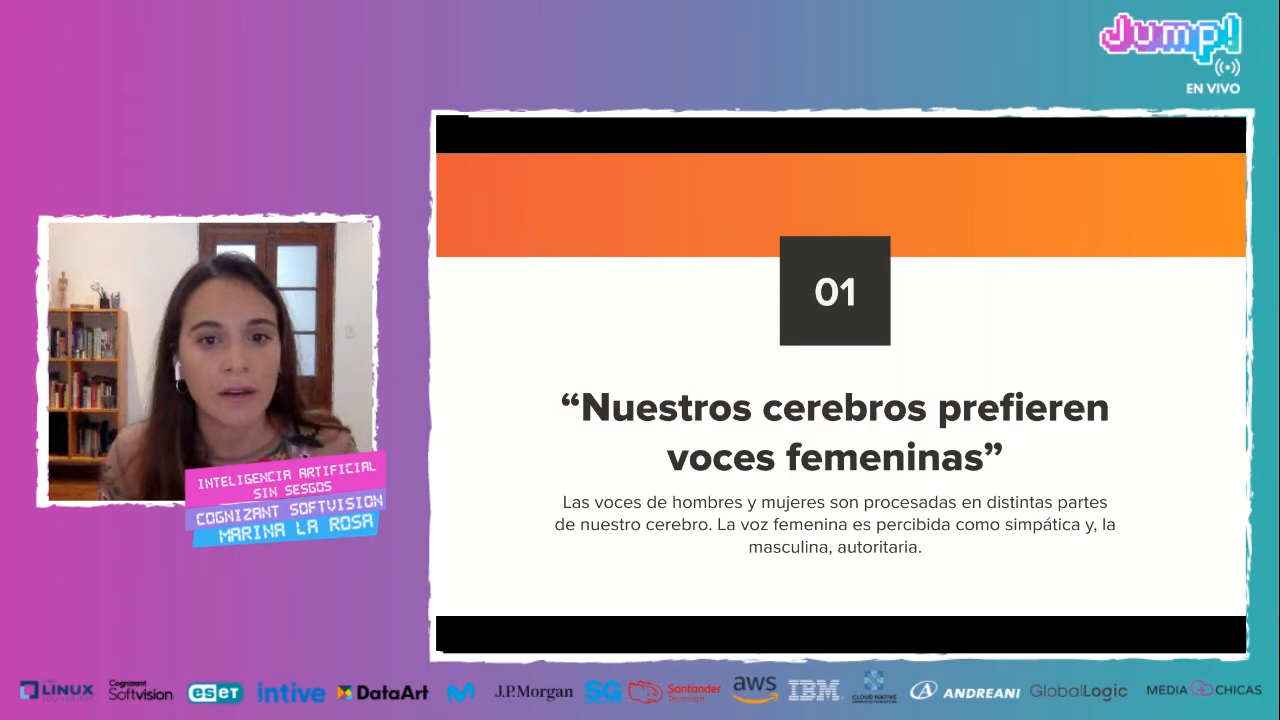 Jump!
EN VIVO
01
“Nuestros cerebros prefieren
voces femeninas”
Las voces de hombres y mujeres son procesadas en distintas partes
de nuestro cerebro. La voz femenina es percibida como simpática y, la
masculina, autoritaria.
INTELIGENCIA ARTIFICIAL
SIN SESGOS
COGNIZANT SOFTVISION
MARINA LA ROSA
LINUX
Cognizant
Softvision
eset
intive
DataArt
J.P.Morgan
SG
Santander
Tecnología
aws
IBM
CLOUD NATIVE
ANDREANI
GlobalLogic
MEDIA CHICAS